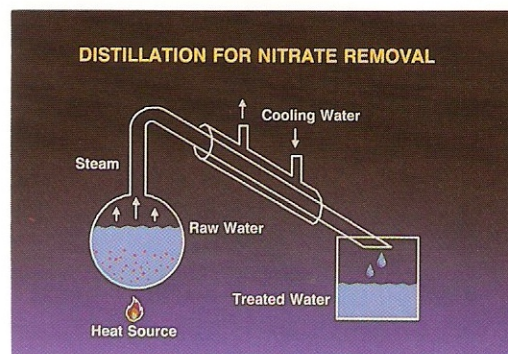 DISTILLATION FOR NITRATE REMOVAL
Cooling Water
Steam
Raw Water
Treated Water
Heat Source